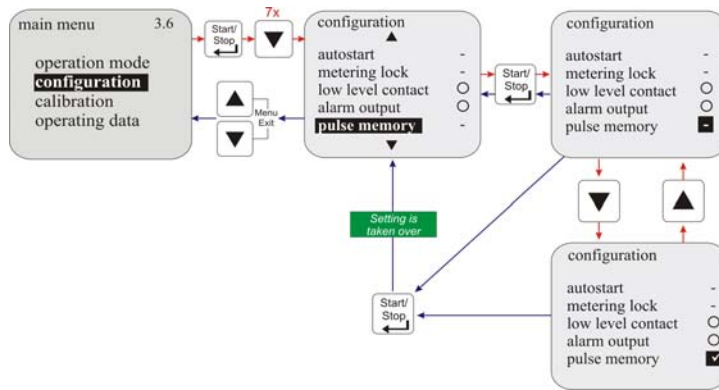 main menu 3.6
operation mode
configuration
calibration
operating data
Start/
Stop
7x
Menu
Exit
configuration
autostart -
metering lock -
low level contact
alarm output
pulse memory -
Start/
Stop
configuration
autostart -
metering lock -
low level contact
alarm output
pulse memory -
Setting is
taken over
Start/
Stop
configuration
autostart -
metering lock -
low level contact
alarm output
pulse memory ✓